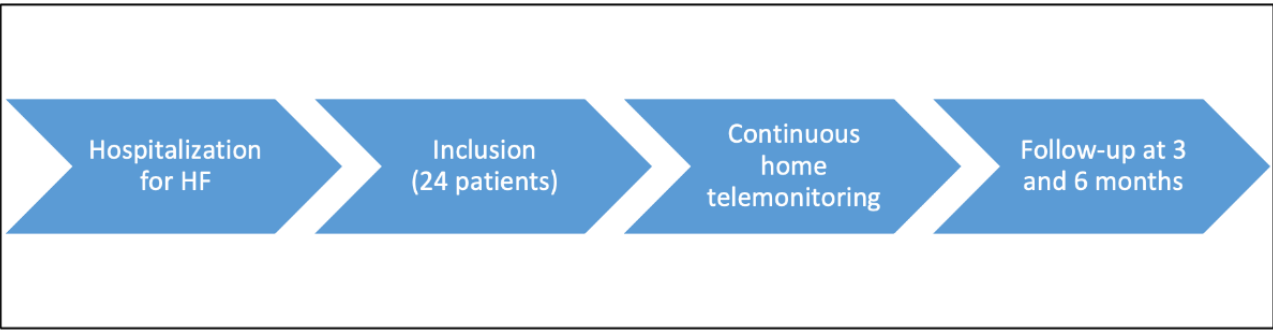 Hospitalization
for HF
Inclusion
(24 patients)
Continuous
home
telemonitoring
Follow-up at 3
and 6 months